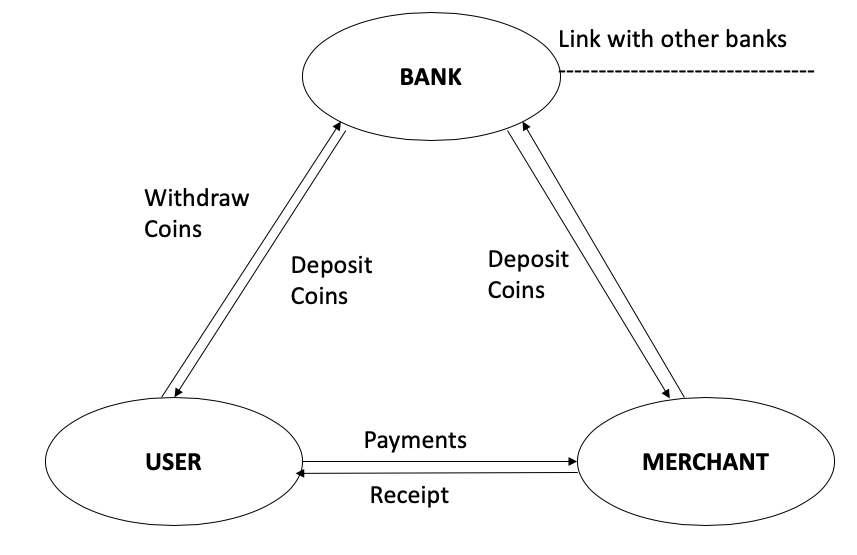 Link with other banks
BANK
Withdraw
Coins
Deposit
Coins
Deposit
Coins
Payments
USER
MERCHANT
Receipt